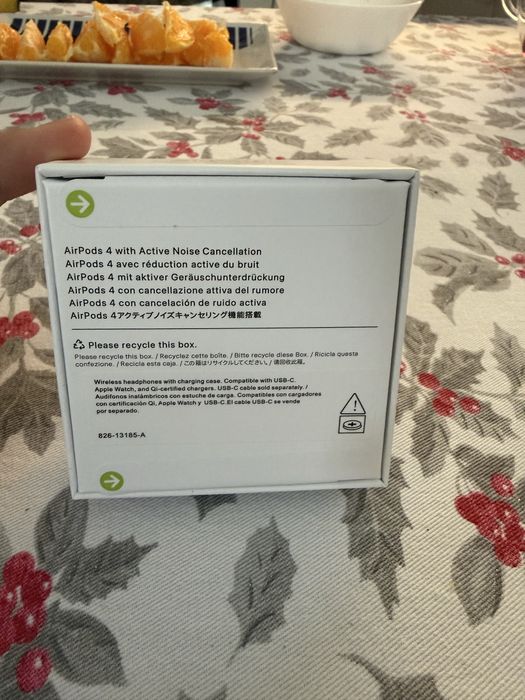 AirPods 4 with Active Noise Cancellation
AirPods 4 avec réduction active du bruit
AirPods 4 mit aktiver Geräuschunterdrückung
AirPods 4 con cancellazione attiva del rumore
AirPods 4 con cancelación de ruido activa
AirPods 4アクティブノイズキャンセリング機能搭載
Please recycle this box.
Please recycle this box. / Recyclez cette boîte. / Bitte recycle diese Box. / Ricicla questa
confezione. / Recicla esta caja. / この箱はリサイクルしてください。/ 请回收此箱。
Wireless headphones with charging case. Compatible with USB-C,
Apple Watch, and Qi-certified chargers. USB-C cable sold separately. /
Audífonos inalámbricos con estuche de carga. Compatibles con cargadores
con certificación Qi, Apple Watch y USB-C.El cable USB-C se vende
por separado.
826-13185-A